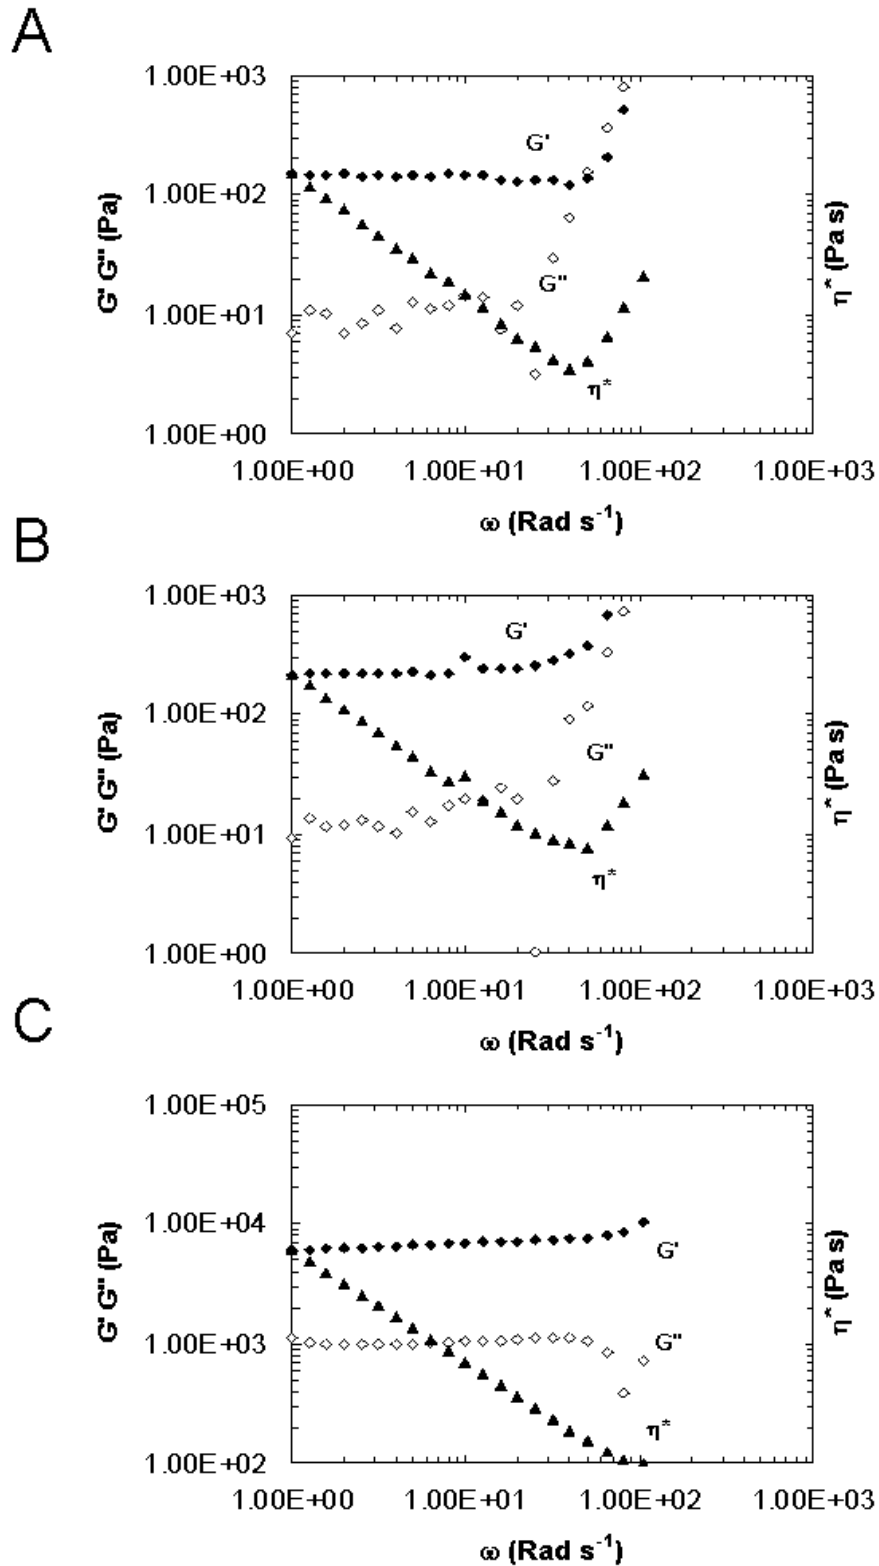 A
1.00E+03
1.00E+02
1.00E+01
1.00E+00
G' G" (Pa)
η* (Pa s)
G'
G"
η*
1.00E+00 1.00E+01 1.00E+02 1.00E+03
ω (Rad s-1)
B
1.00E+03
1.00E+02
1.00E+01
1.00E+00
G' G" (Pa)
η* (Pa s)
G'
G"
η*
1.00E+00 1.00E+01 1.00E+02 1.00E+03
ω (Rad s-1)
C
1.00E+05
1.00E+04
1.00E+03
1.00E+02
G' G" (Pa)
η* (Pa s)
G'
G"
η*
1.00E+00 1.00E+01 1.00E+02 1.00E+03
ω (Rad s-1)